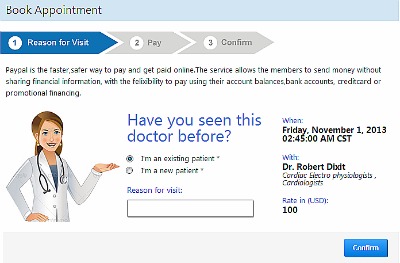 Book Appointment
1 Reason for Visit 2 Pay 3 Confirm
Paypal is the faster,safer way to pay and get paid online.The service allows the members to send money without
sharing financial information, with the felixibility to pay using their account balances,bank accounts, creditcard or
promotional financing.
Have you seen this
doctor before?
I'm an existing patient *
I'm a new patient *
Reason for visit:
When:
Friday, November 1, 2013
02:45:00 AM CST
With:
Dr. Robert Dixit
Cardiac Electro physiologists ,
Cardiologists
Rate in (USD):
100
Confirm